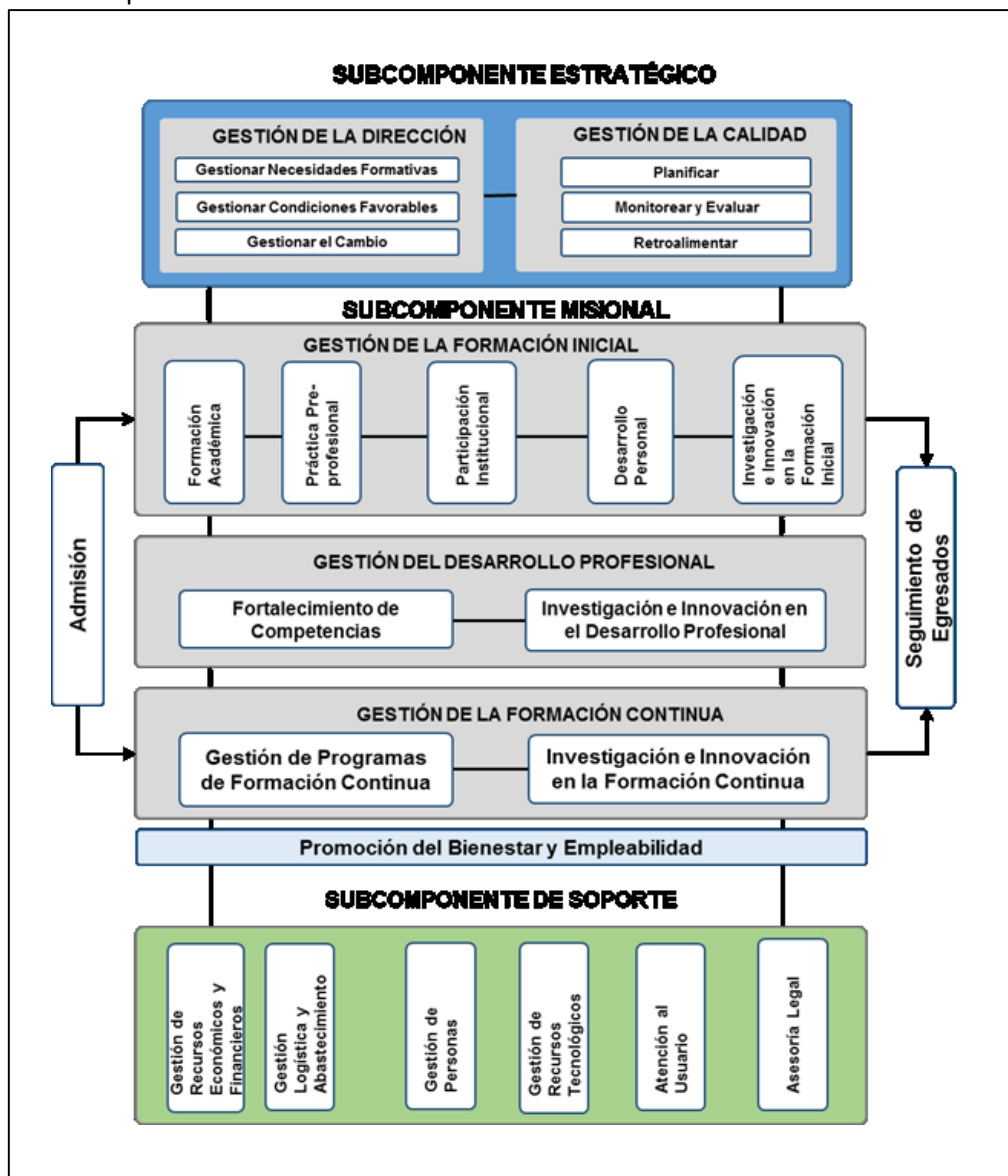 SUBCOMPONENTE ESTRATÉGICO
GESTIÓN DE LA DIRECCIÓN
Gestionar Necesidades Formativas
Gestionar Condiciones Favorables
Gestionar el Cambio
GESTIÓN DE LA CALIDAD
Planificar
Monitorear y Evaluar
Retroalimentar
SUBCOMPONENTE MISIONAL
Admisión
GESTIÓN DE LA FORMACIÓN INICIAL
Formación
Académica
Práctica Pre-
profesional
Participación
Institucional
Desarrollo
Personal
Investigación
e Innovación
en la
Formación
Inicial
GESTIÓN DEL DESARROLLO PROFESIONAL
Fortalecimiento de
Competencias
Investigación e Innovación en
el Desarrollo Profesional
GESTIÓN DE LA FORMACIÓN CONTINUA
Gestión de Programas
de Formación Continua
Investigación e Innovación
en la Formación Continua
Seguimiento de
Egresados
Promoción del Bienestar y Empleabilidad
SUBCOMPONENTE DE SOPORTE
Gestión de
Recursos
Económicos y
Financieros
Gestión
Logística y
Abastecimiento
Gestión de
Personas
Gestión de
Recursos
Tecnológicos
Atención al
Usuario
Asesoría Legal